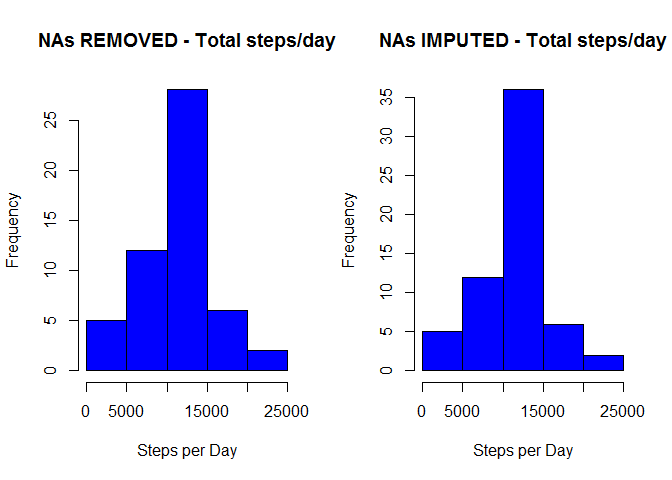 NAs REMOVED - Total steps/day
Frequency
25
20
15
10
5
0
0 5000 15000 25000
Steps per Day
NAs IMPUTED - Total steps/day
Frequency
35
30
25
20
15
10
5
0
0 5000 15000 25000
Steps per Day